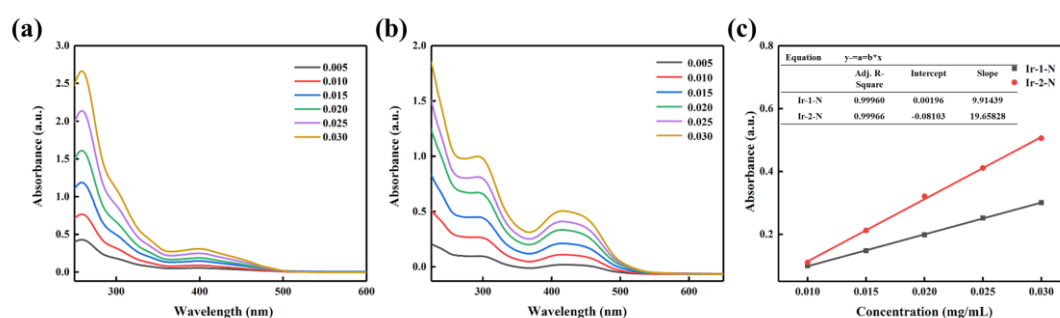 (a)
3.0
2.5
2.0
1.5
1.0
0.5
0.0
Absorbance (a.u.)
0.005
0.010
0.015
0.020
0.025
0.030
300 400 500 600
Wavelength (nm)
(b)
2.0
1.5
1.0
0.5
0.0
Absorbance (a.u.)
0.005
0.010
0.015
0.020
0.025
0.030
300 400 500 600
Wavelength (nm)
(c)
0.8
0.6
0.4
0.2
Absorbance (a.u.)
Equation y-=a=b*x
Adj. R-Square Intercept Slope
Ir-1-N 0.99960 0.00196 9.91439
Ir-2-N 0.99966 -0.08103 19.65828
Ir-1-N
Ir-2-N
0.010 0.015 0.020 0.025 0.030
Concentration (mg/mL)